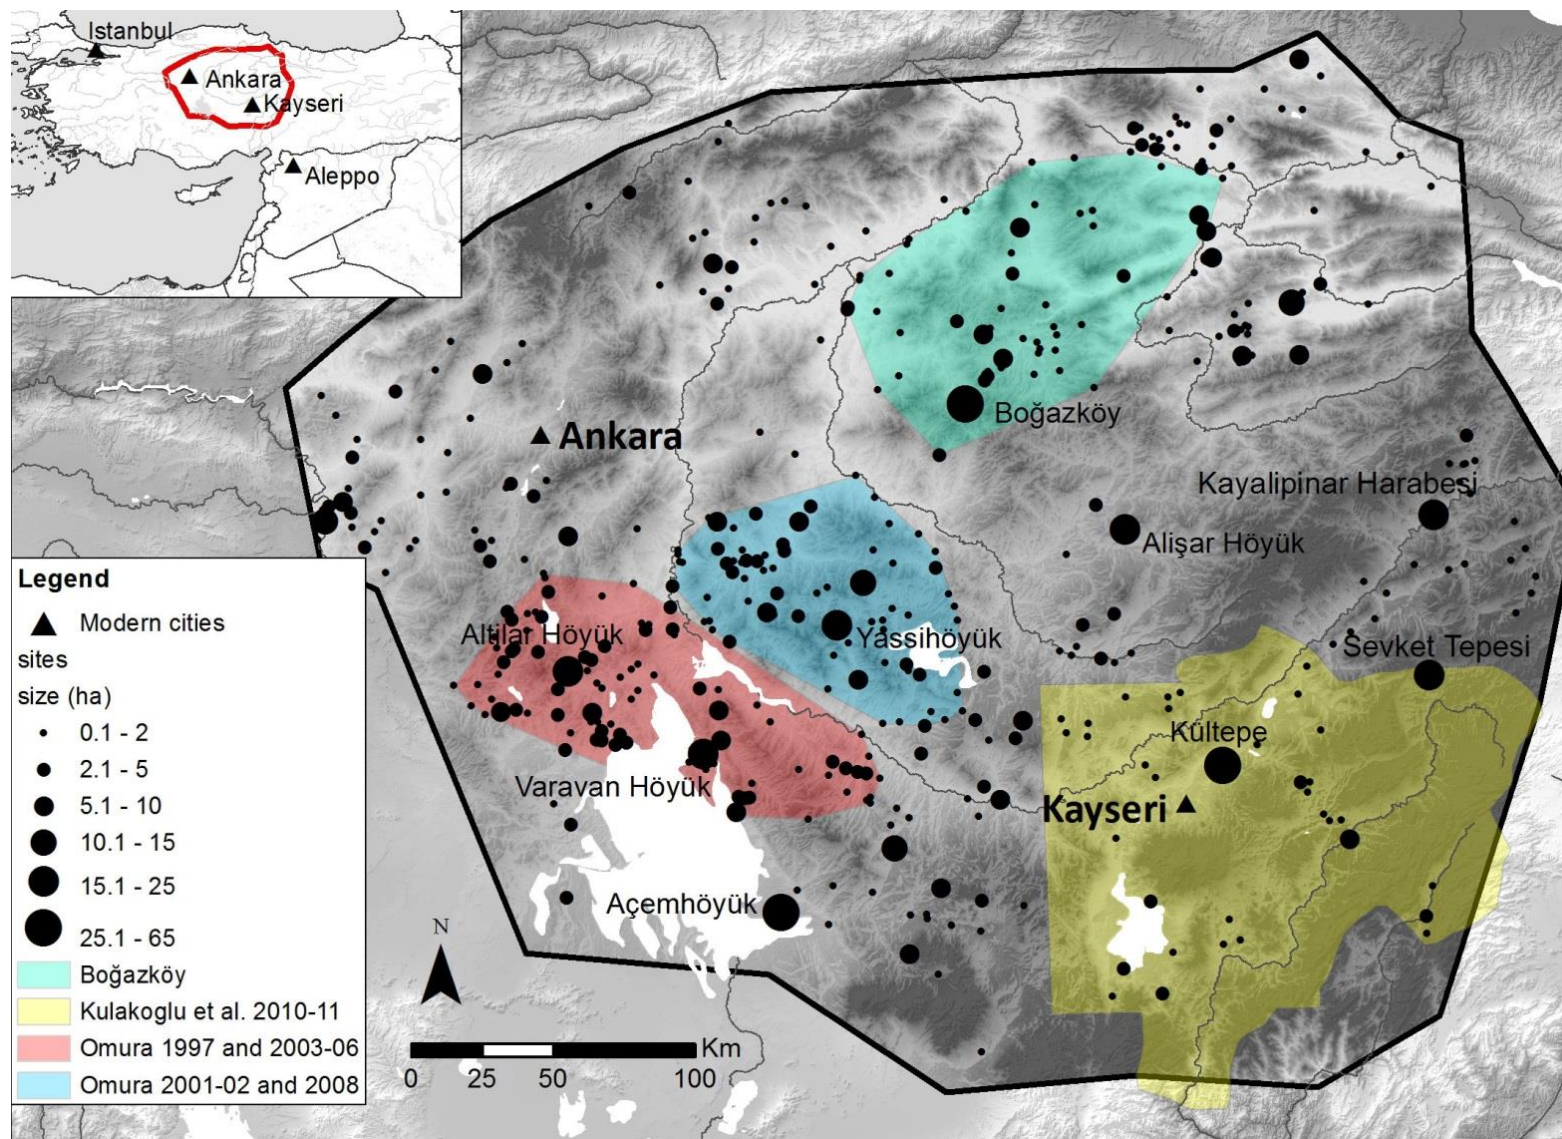 Istanbul
Ankara
Kayseri
Aleppo
Ankara
Boğazköy
Kayalipinar Harabesi
Alişar Höyük
Altilar Höyük
Yassihöyük
Sevket Tepesi
Kültepe
Varavan Höyük
Kayseri
Açemhöyük
N
Km
0 25 50 100
Legend
Modern cities
sites
size (ha)
0.1 - 2
2.1 - 5
5.1 - 10
10.1 - 15
15.1 - 25
25.1 - 65
Boğazköy
Kulakoglu et al. 2010-11
Omura 1997 and 2003-06
Omura 2001-02 and 2008